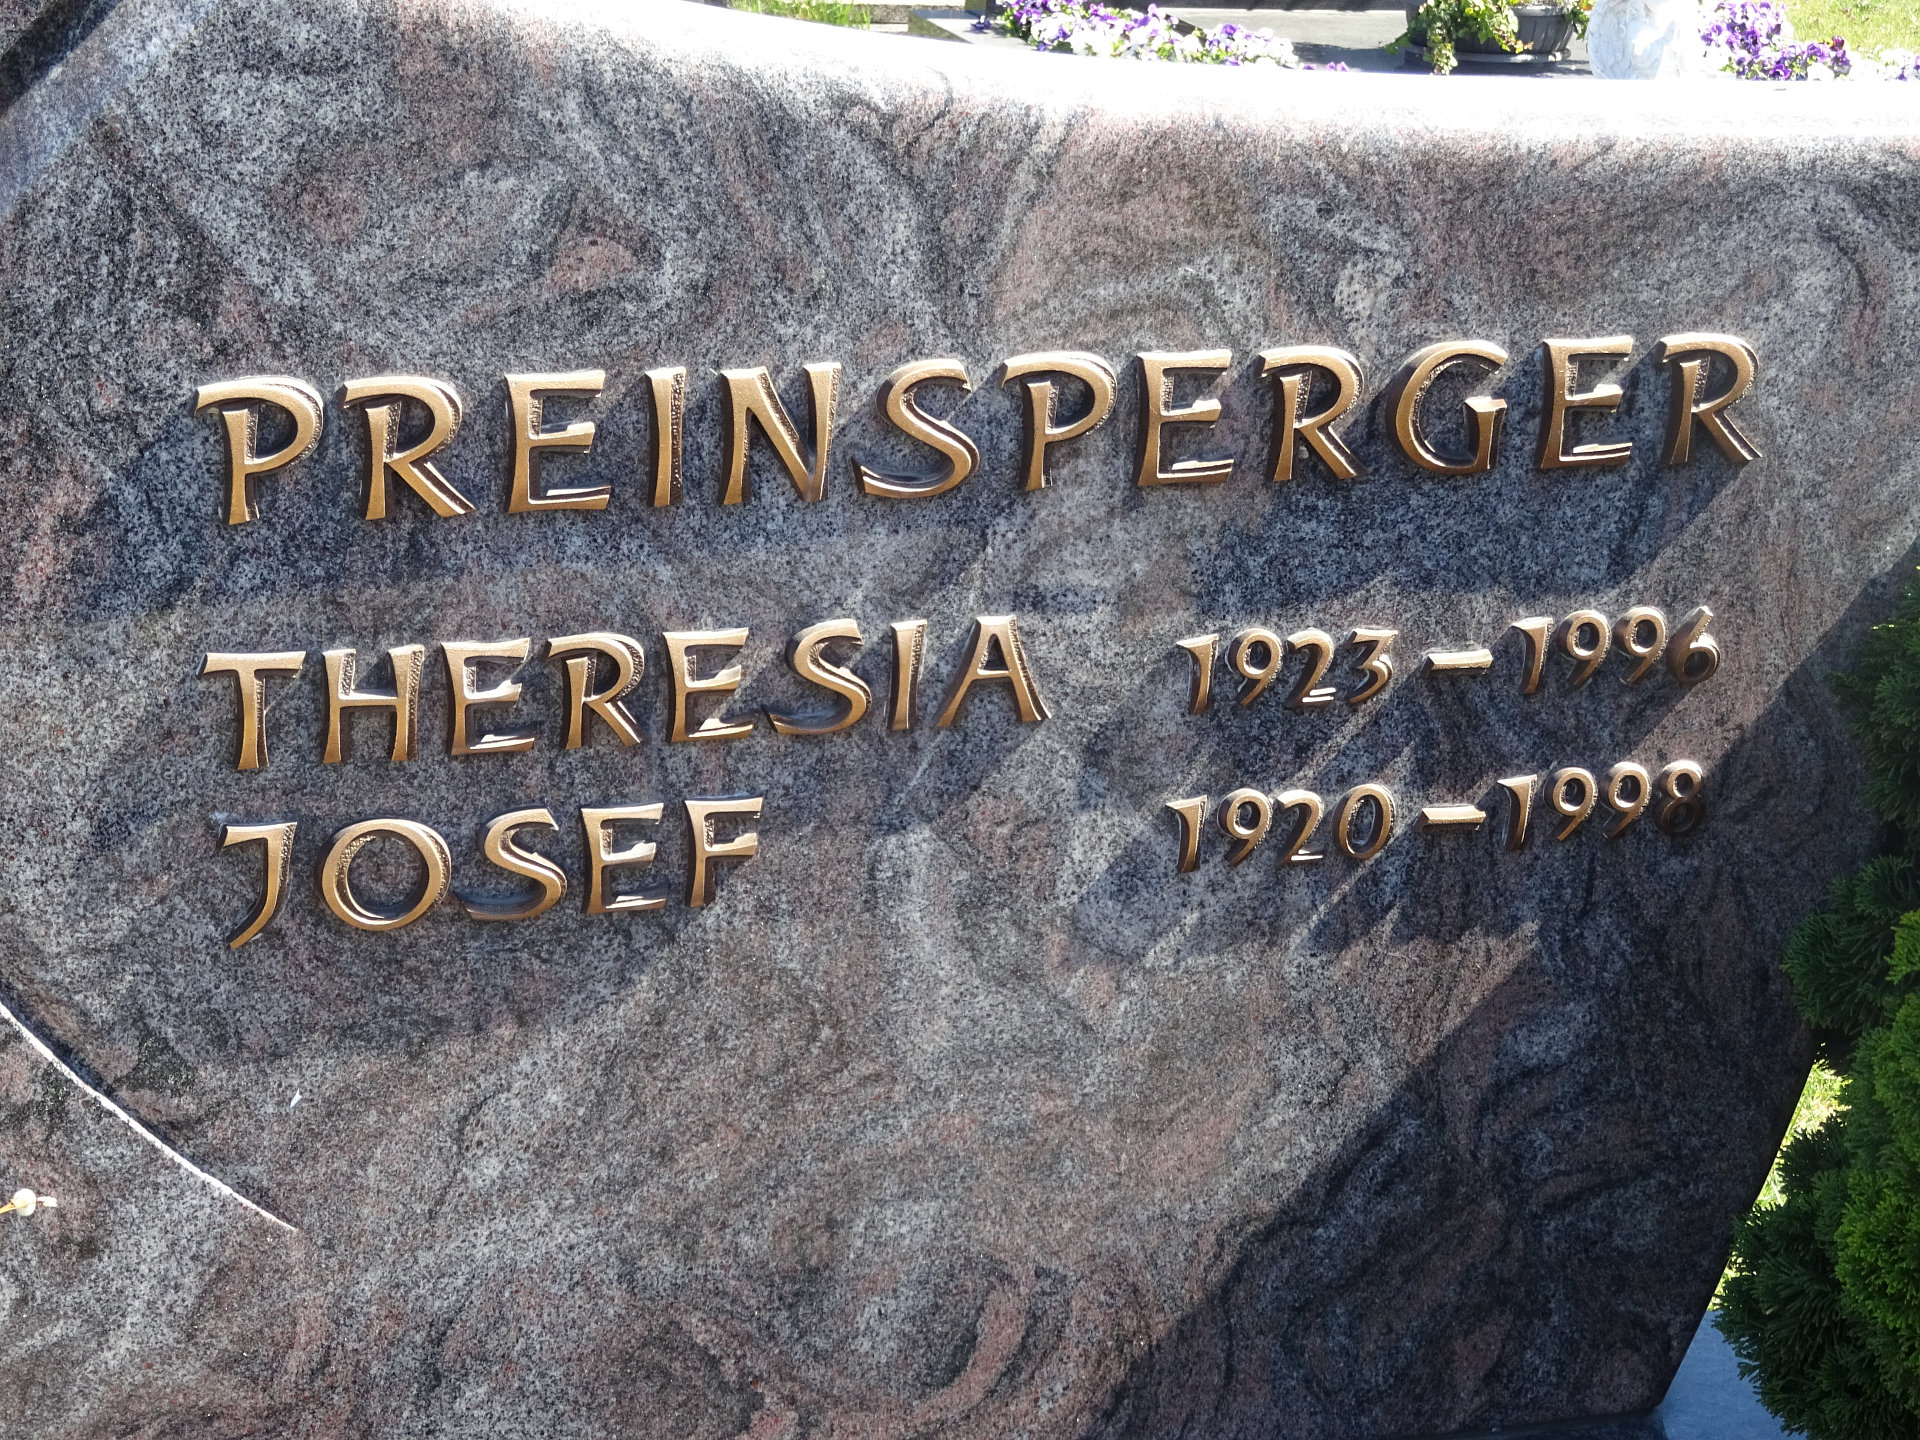 PREINSPERGER
THERESIA 1923 – 1996
JOSEF 1920 – 1998